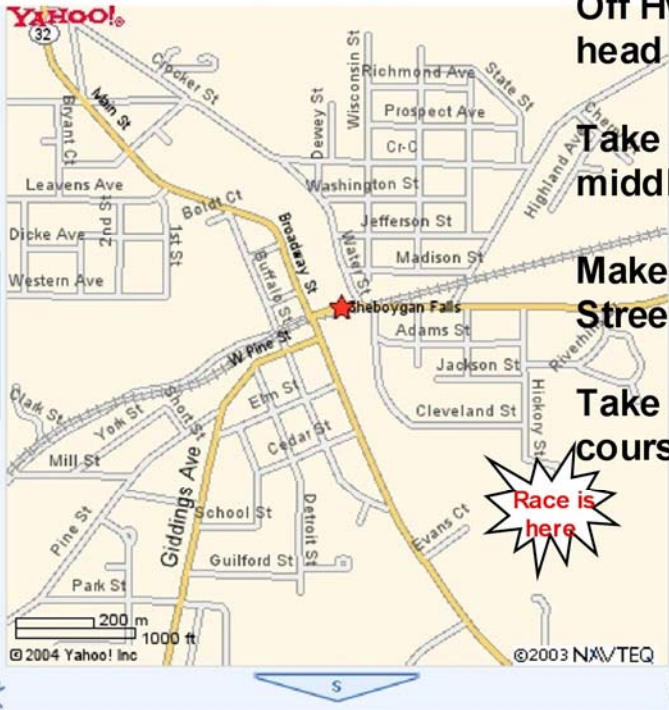 YAHOO!®
32
Off H
head
Crocker St
Main St
Bryant Ct
Wisconsin St
Richmond Ave
State St
Dewey St
Prospect Ave
Cr-C
Highland Ave
Take
middl
Leavens Ave
Washington St
Boldt Ct
2nd St
1st St
Dicke Ave
Jefferson St
Broadway St
Water St
Buffalo St
Madison St
Western Ave
Make
Stree
Sheboygan Falls
Adams St
W Pine St
Jackson St
Clark St
York St
Short St
Elm St
Cleveland St
Hickory St
Take
cours
Cedar St
Mill St
Giddings Ave
Race is
here
School St
Detroit St
Evans Ct
Pine St
Guilford St
Park St
200 m
1000 ft
© 2004 Yahoo! Inc
©2003 NAVTEQ
S